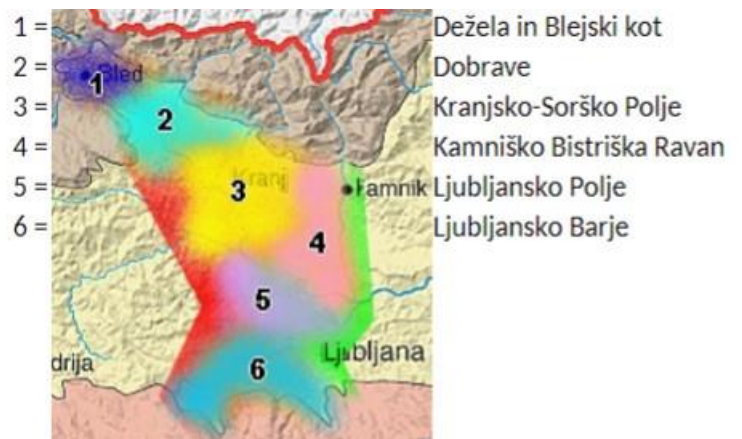 1 = Dežela in Blejski kot
2 = Dobrave
3 = Kranjsko-Sorško Polje
4 = Kamniško Bistriška Ravan
5 = Ljubljansko Polje
6 = Ljubljansko Barje
Bled
1
2
Kranj
3
Kamnik
4
5
Ljubljana
drija
6